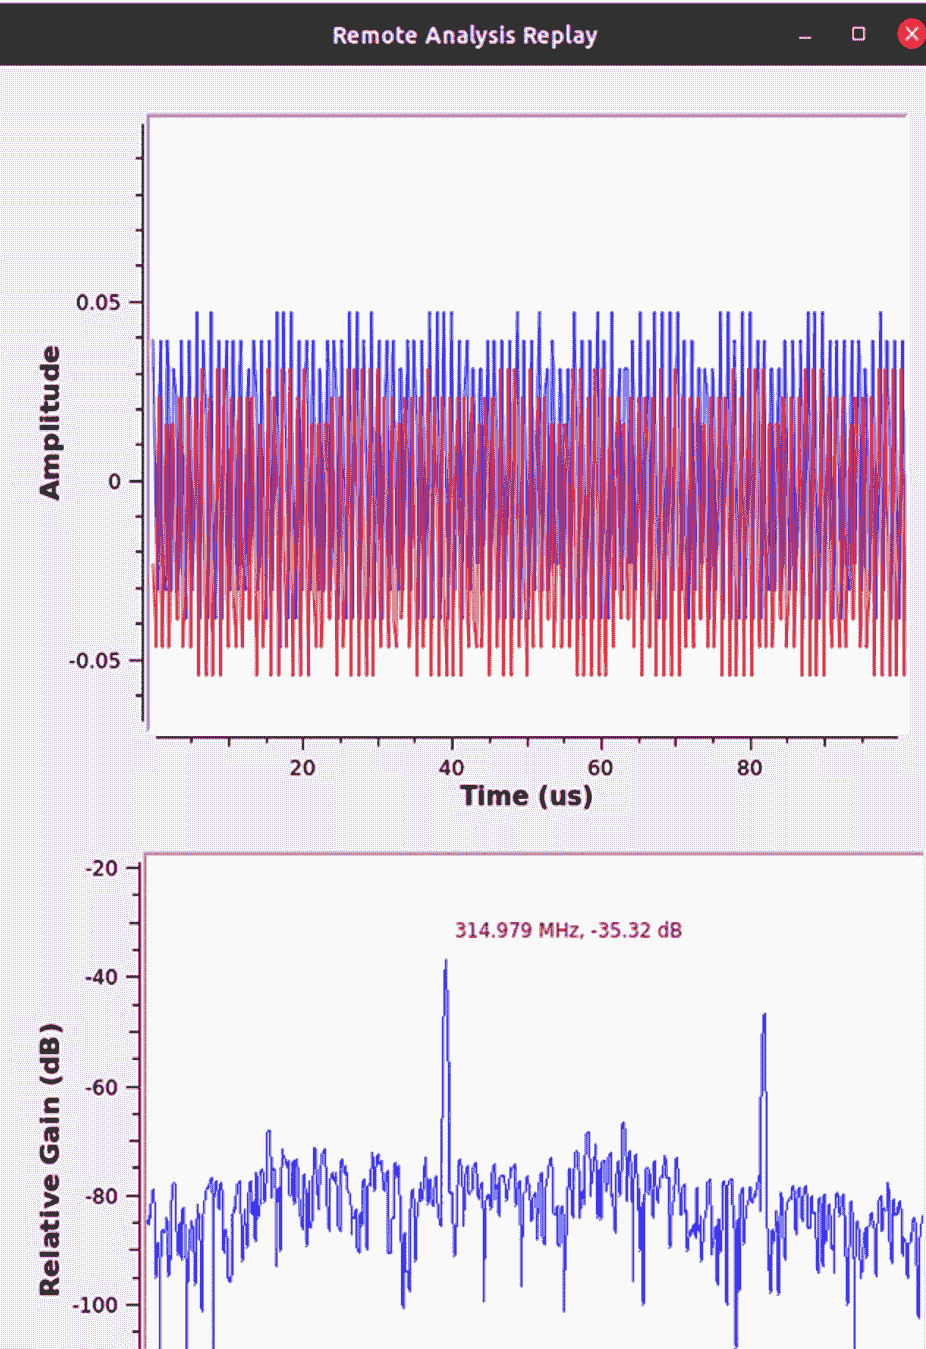 Remote Analysis Replay
0.05
0
-0.05
Amplitude
20 40 60 80
Time (us)
-20
314.979 MHz, -35.32 dB
-40
-60
-80
-100
Relative Gain (dB)